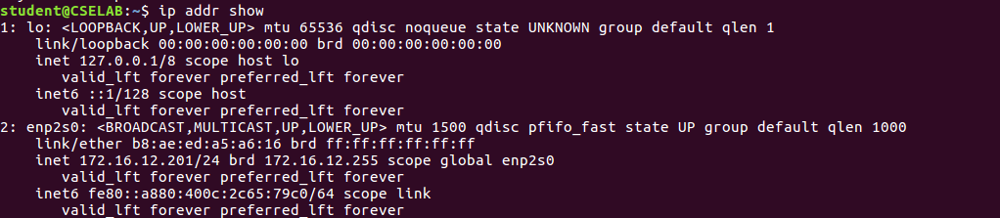 student@CSELAB:~$ ip addr show
1: lo: <LOOPBACK,UP,LOWER_UP> mtu 65536 qdisc noqueue state UNKNOWN group default qlen 1
    link/loopback 00:00:00:00:00:00 brd 00:00:00:00:00:00
    inet 127.0.0.1/8 scope host lo
       valid_lft forever preferred_lft forever
    inet6 ::1/128 scope host
       valid_lft forever preferred_lft forever
2: enp2s0: <BROADCAST,MULTICAST,UP,LOWER_UP> mtu 1500 qdisc pfifo_fast state UP group default qlen 1000
    link/ether b8:ae:ed:a5:a6:16 brd ff:ff:ff:ff:ff:ff
    inet 172.16.12.201/24 brd 172.16.12.255 scope global enp2s0
       valid_lft forever preferred_lft forever
    inet6 fe80::a880:400c:2c65:79c0/64 scope link
       valid_lft forever preferred_lft forever